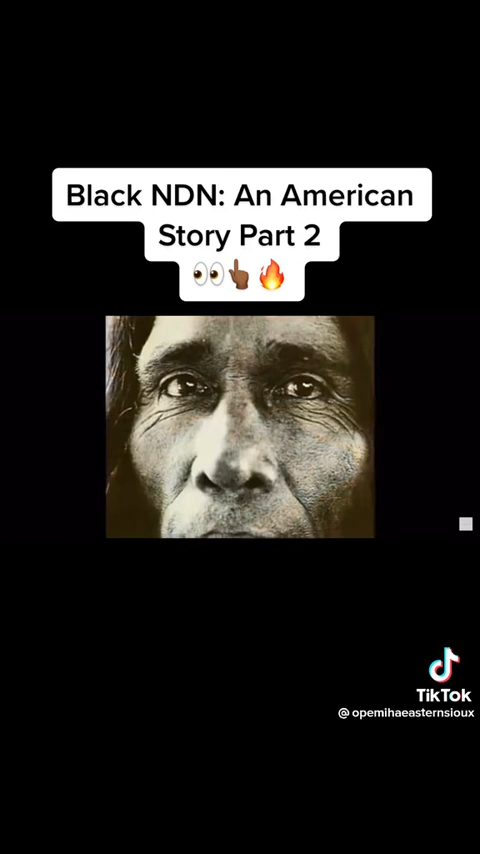 Black NDN: An American
Story Part 2
👀👆🏾🔥
TikTok
@opemihaeasternsioux